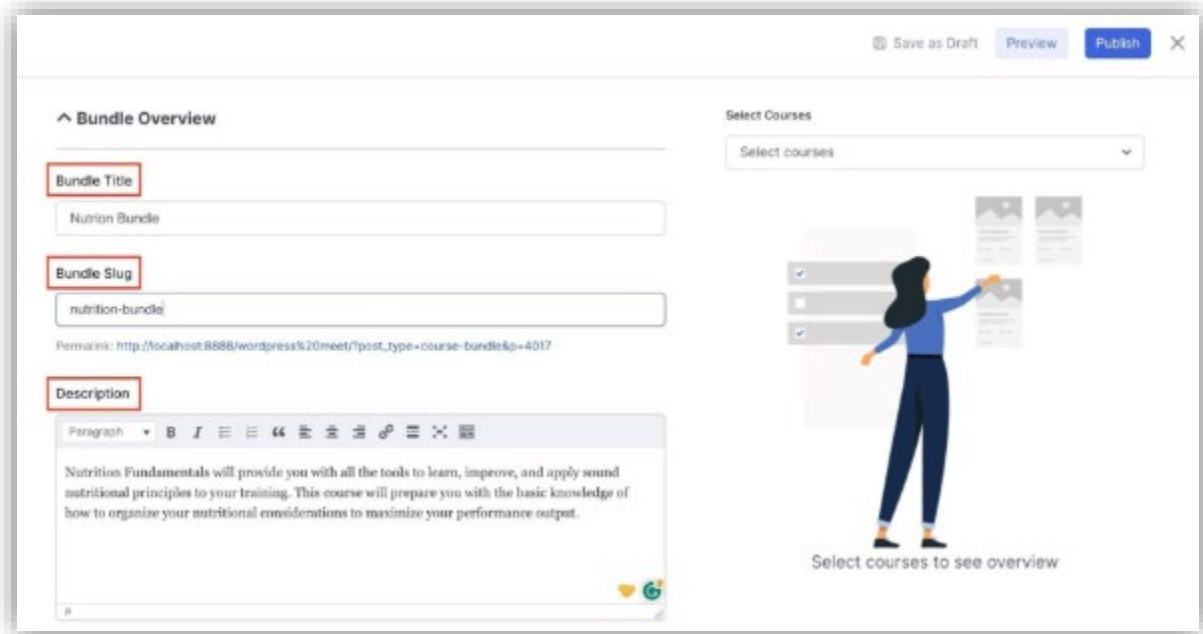 Save as Draft
Preview
Publish
Bundle Overview
Select Courses
Select courses
Bundle Title
Nutrion Bundle
Bundle Slug
nutrition-bundle
Permalink: http://localhost:8888/wordpress%20meet/?post_type=course-bundle&p=4017
Description
Paragraph
Nutrition Fundamentals will provide you with all the tools to learn, improve, and apply sound
nutritional principles to your training. This course will prepare you with the basic knowledge of
how to organize your nutritional considerations to maximize your performance output.
Select courses to see overview
P